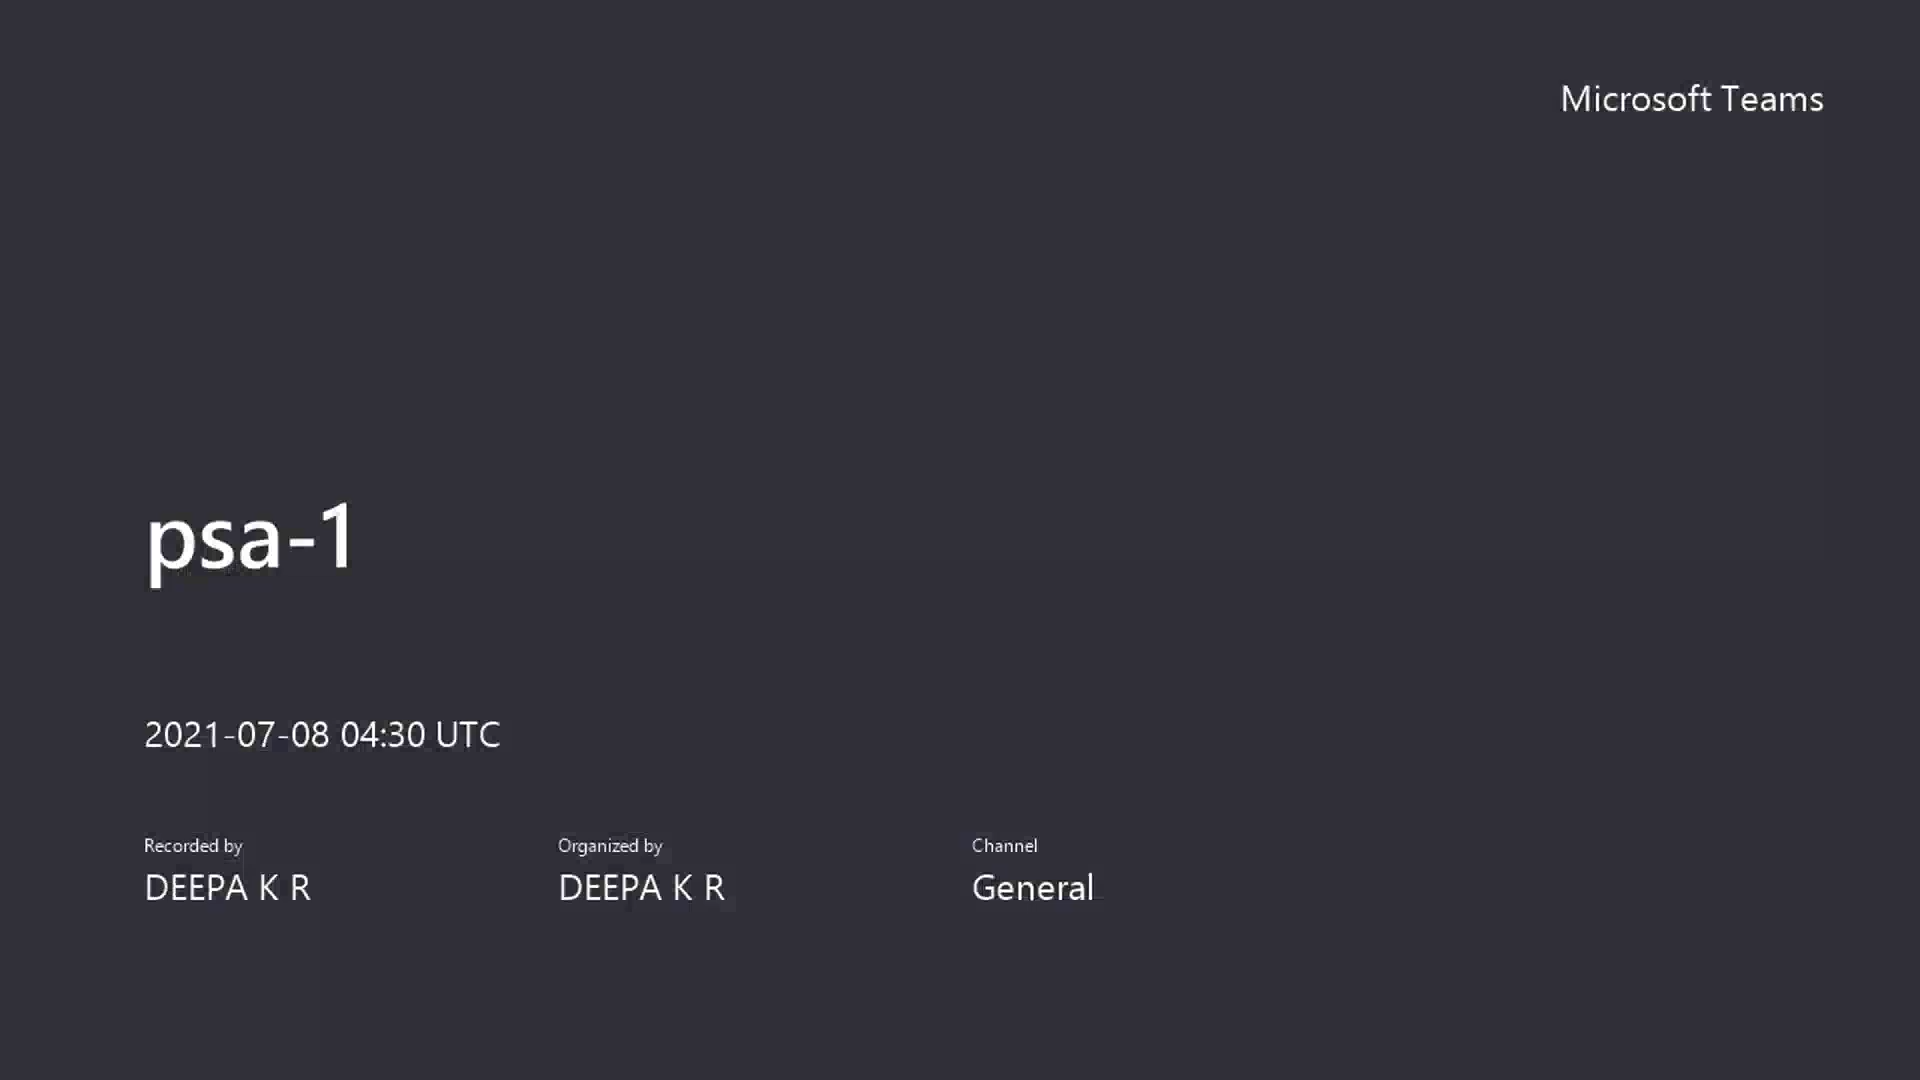 Microsoft Teams
psa-1
2021-07-08 04:30 UTC
Recorded by
DEEPA K R
Organized by
DEEPA K R
Channel
General